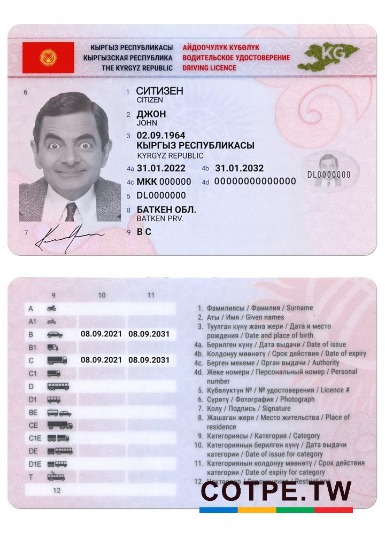 КЫРГЫЗ РЕСПУБЛИКАСЫ
КЫРГЫЗСКАЯ РЕСПУБЛИКА
THE KYRGYZ REPUBLIC
АЙДООЧУЛУК КҮБӨЛҮК
ВОДИТЕЛЬСКОЕ УДОСТОВЕРЕНИЕ
DRIVING LICENCE
KG
6
1 СИТИЗЕН
CITIZEN
2 ДЖОН
JOHN
3 02.09.1964
КЫРГЫЗ РЕСПУБЛИКАСЫ
KYRGYZ REPUBLIC
4a 31.01.2022 4b 31.01.2032
4c МКК 000000 4d 00000000000000
5 DL0000000
DL0000000
8 БАТКЕН ОБЛ.
BATKEN PRV.
7
9 B C
9 10 11
A
A1
B 08.09.2021 08.09.2031
B1
C 08.09.2021 08.09.2031
C1
D
D1
BE
CE
C1E
DE
D1E
T
12
1. Фамилиясы / Фамилия / Surname
2. Аты / Имя / Given names
3. Туулган күнү жана жери / Дата и место
рождения / Date and place of birth
4a. Берилген күнү / Дата выдачи / Date of issue
4b. Колдонуу мөөнөтү / Срок действия / Date of expiry
4c. Берген мекеме / Орган выдачи / Authority
4d. Жеке номери / Персональный номер / Personal
number
5. Күбөлүктүн № / № удостоверения / Licence #
6. Сүрөтү / Фотография / Photograph
7. Колу / Подпись / Signature
8. Жашаган жери / Место жительства / Place of
residence
9. Категориясы / Категория / Category
10. Категориянын берилген күнү / Дата выдачи
категории / Date of issue for category
11. Категориянын колдонуу мөөнөтү / Срок действия
категории / Date of expiry for category
12.
COTPE.TW